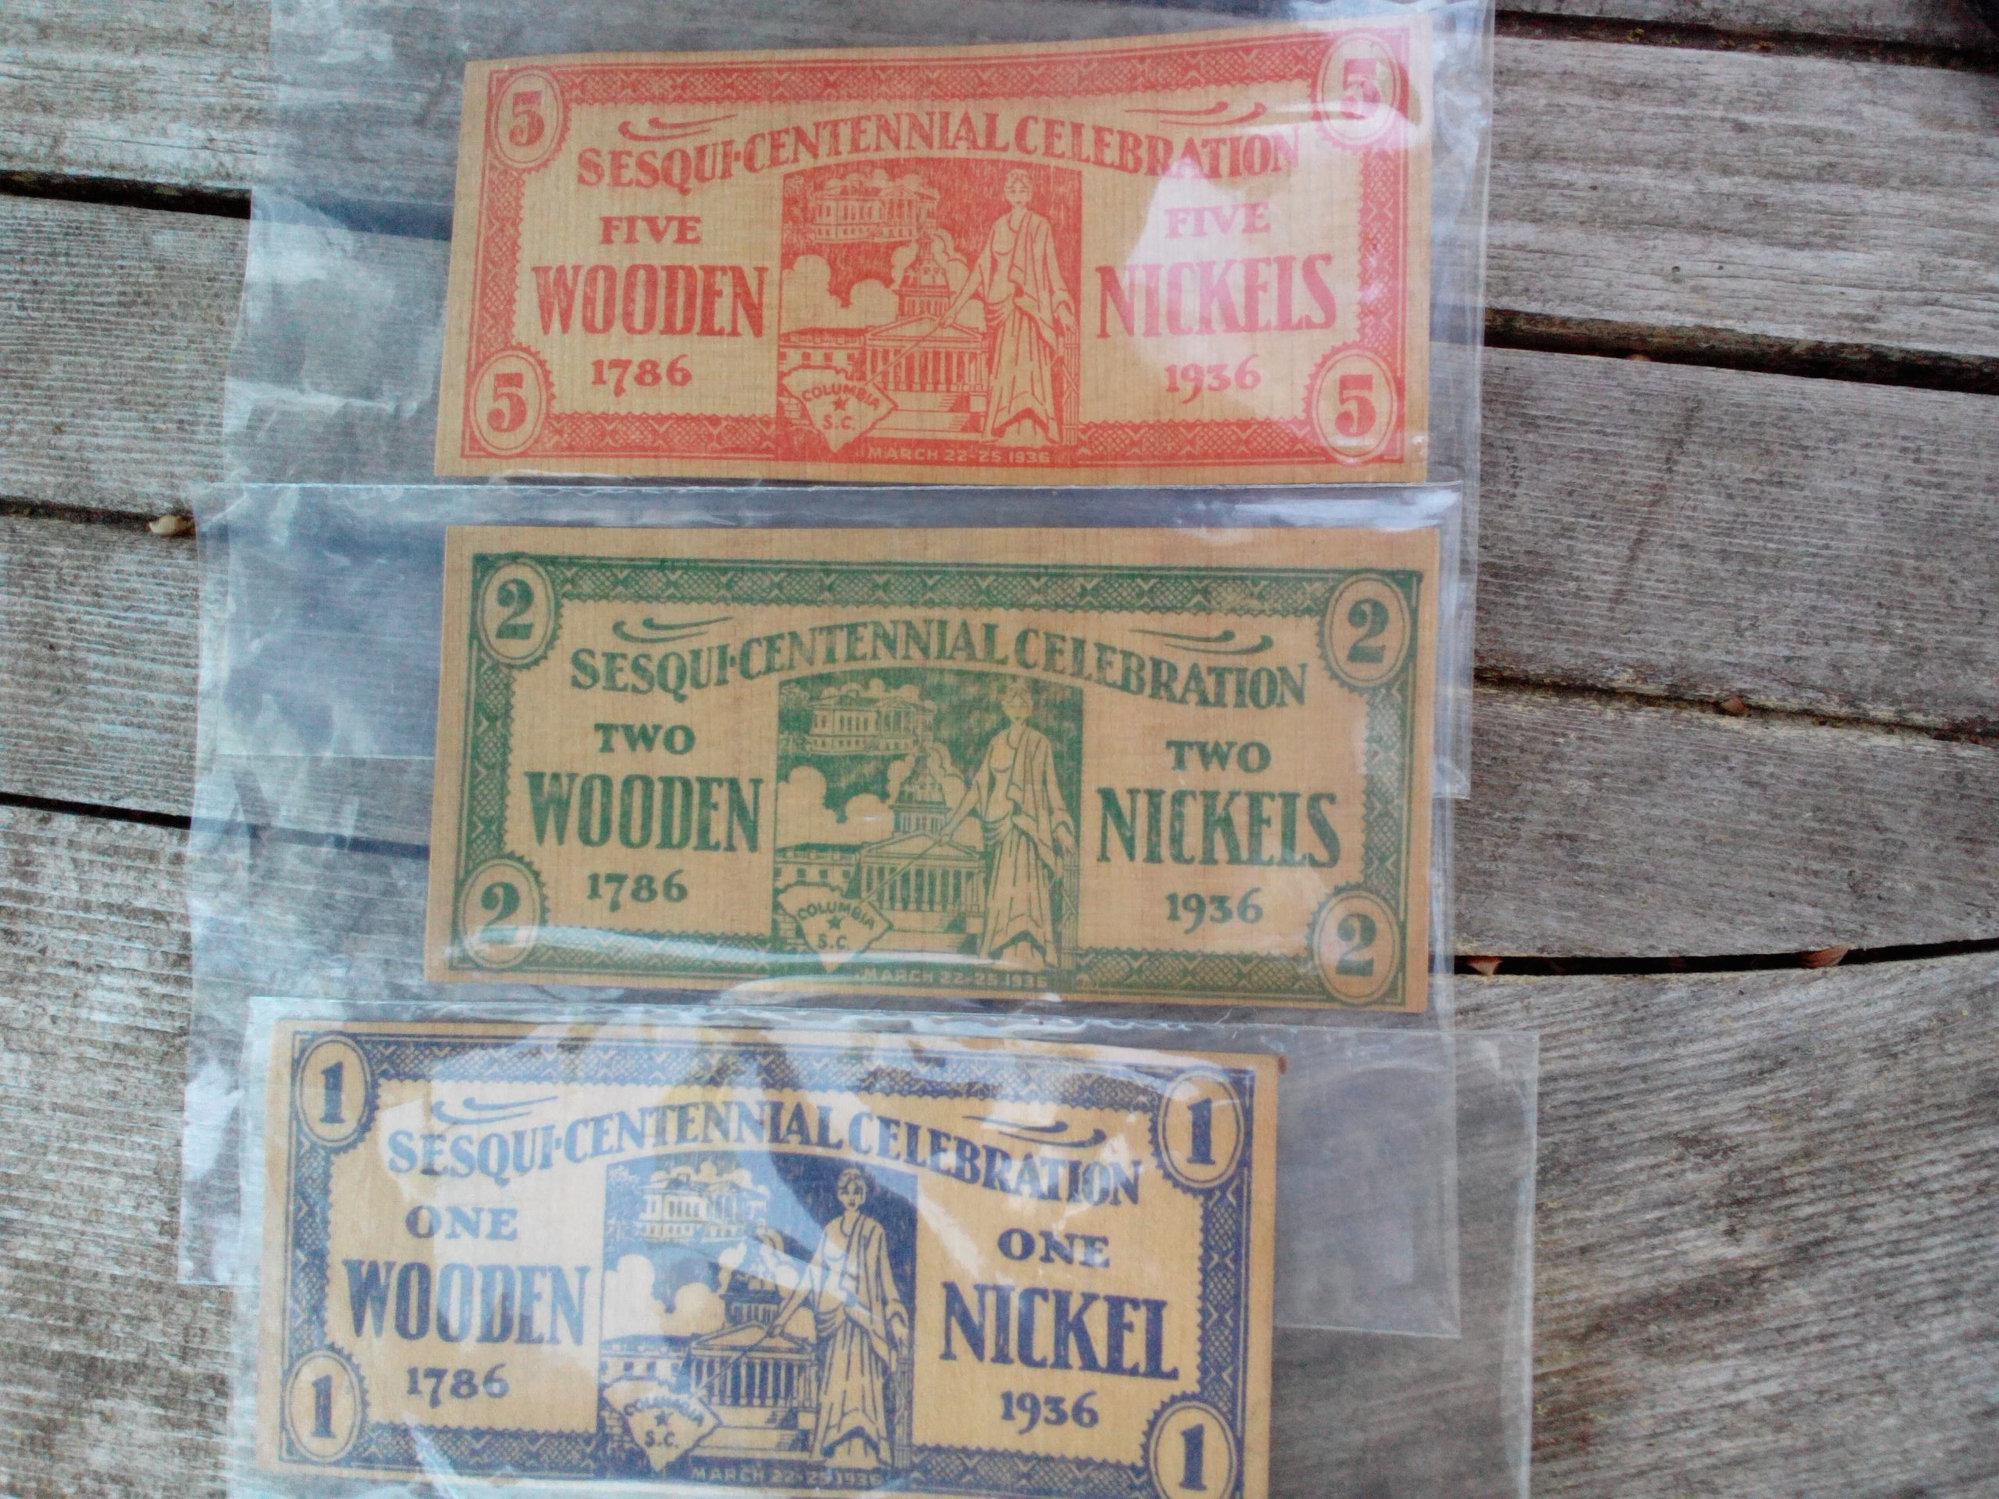 5 5
SESQUI-CENTENNIAL CELEBRATION
FIVE FIVE
WOODEN NICKELS
1786 1936
COLUMBIA
S.C.
5 5
MARCH 22-25 1936
2 2
SESQUI-CENTENNIAL CELEBRATION
TWO TWO
WOODEN NICKELS
1786 1936
COLUMBIA
S.C.
2 2
MARCH 22-25 1936
1 1
SESQUI-CENTENNIAL CELEBRATION
ONE ONE
WOODEN NICKEL
1786 1936
COLUMBIA
S.C.
1 1
MARCH 22-25 1936